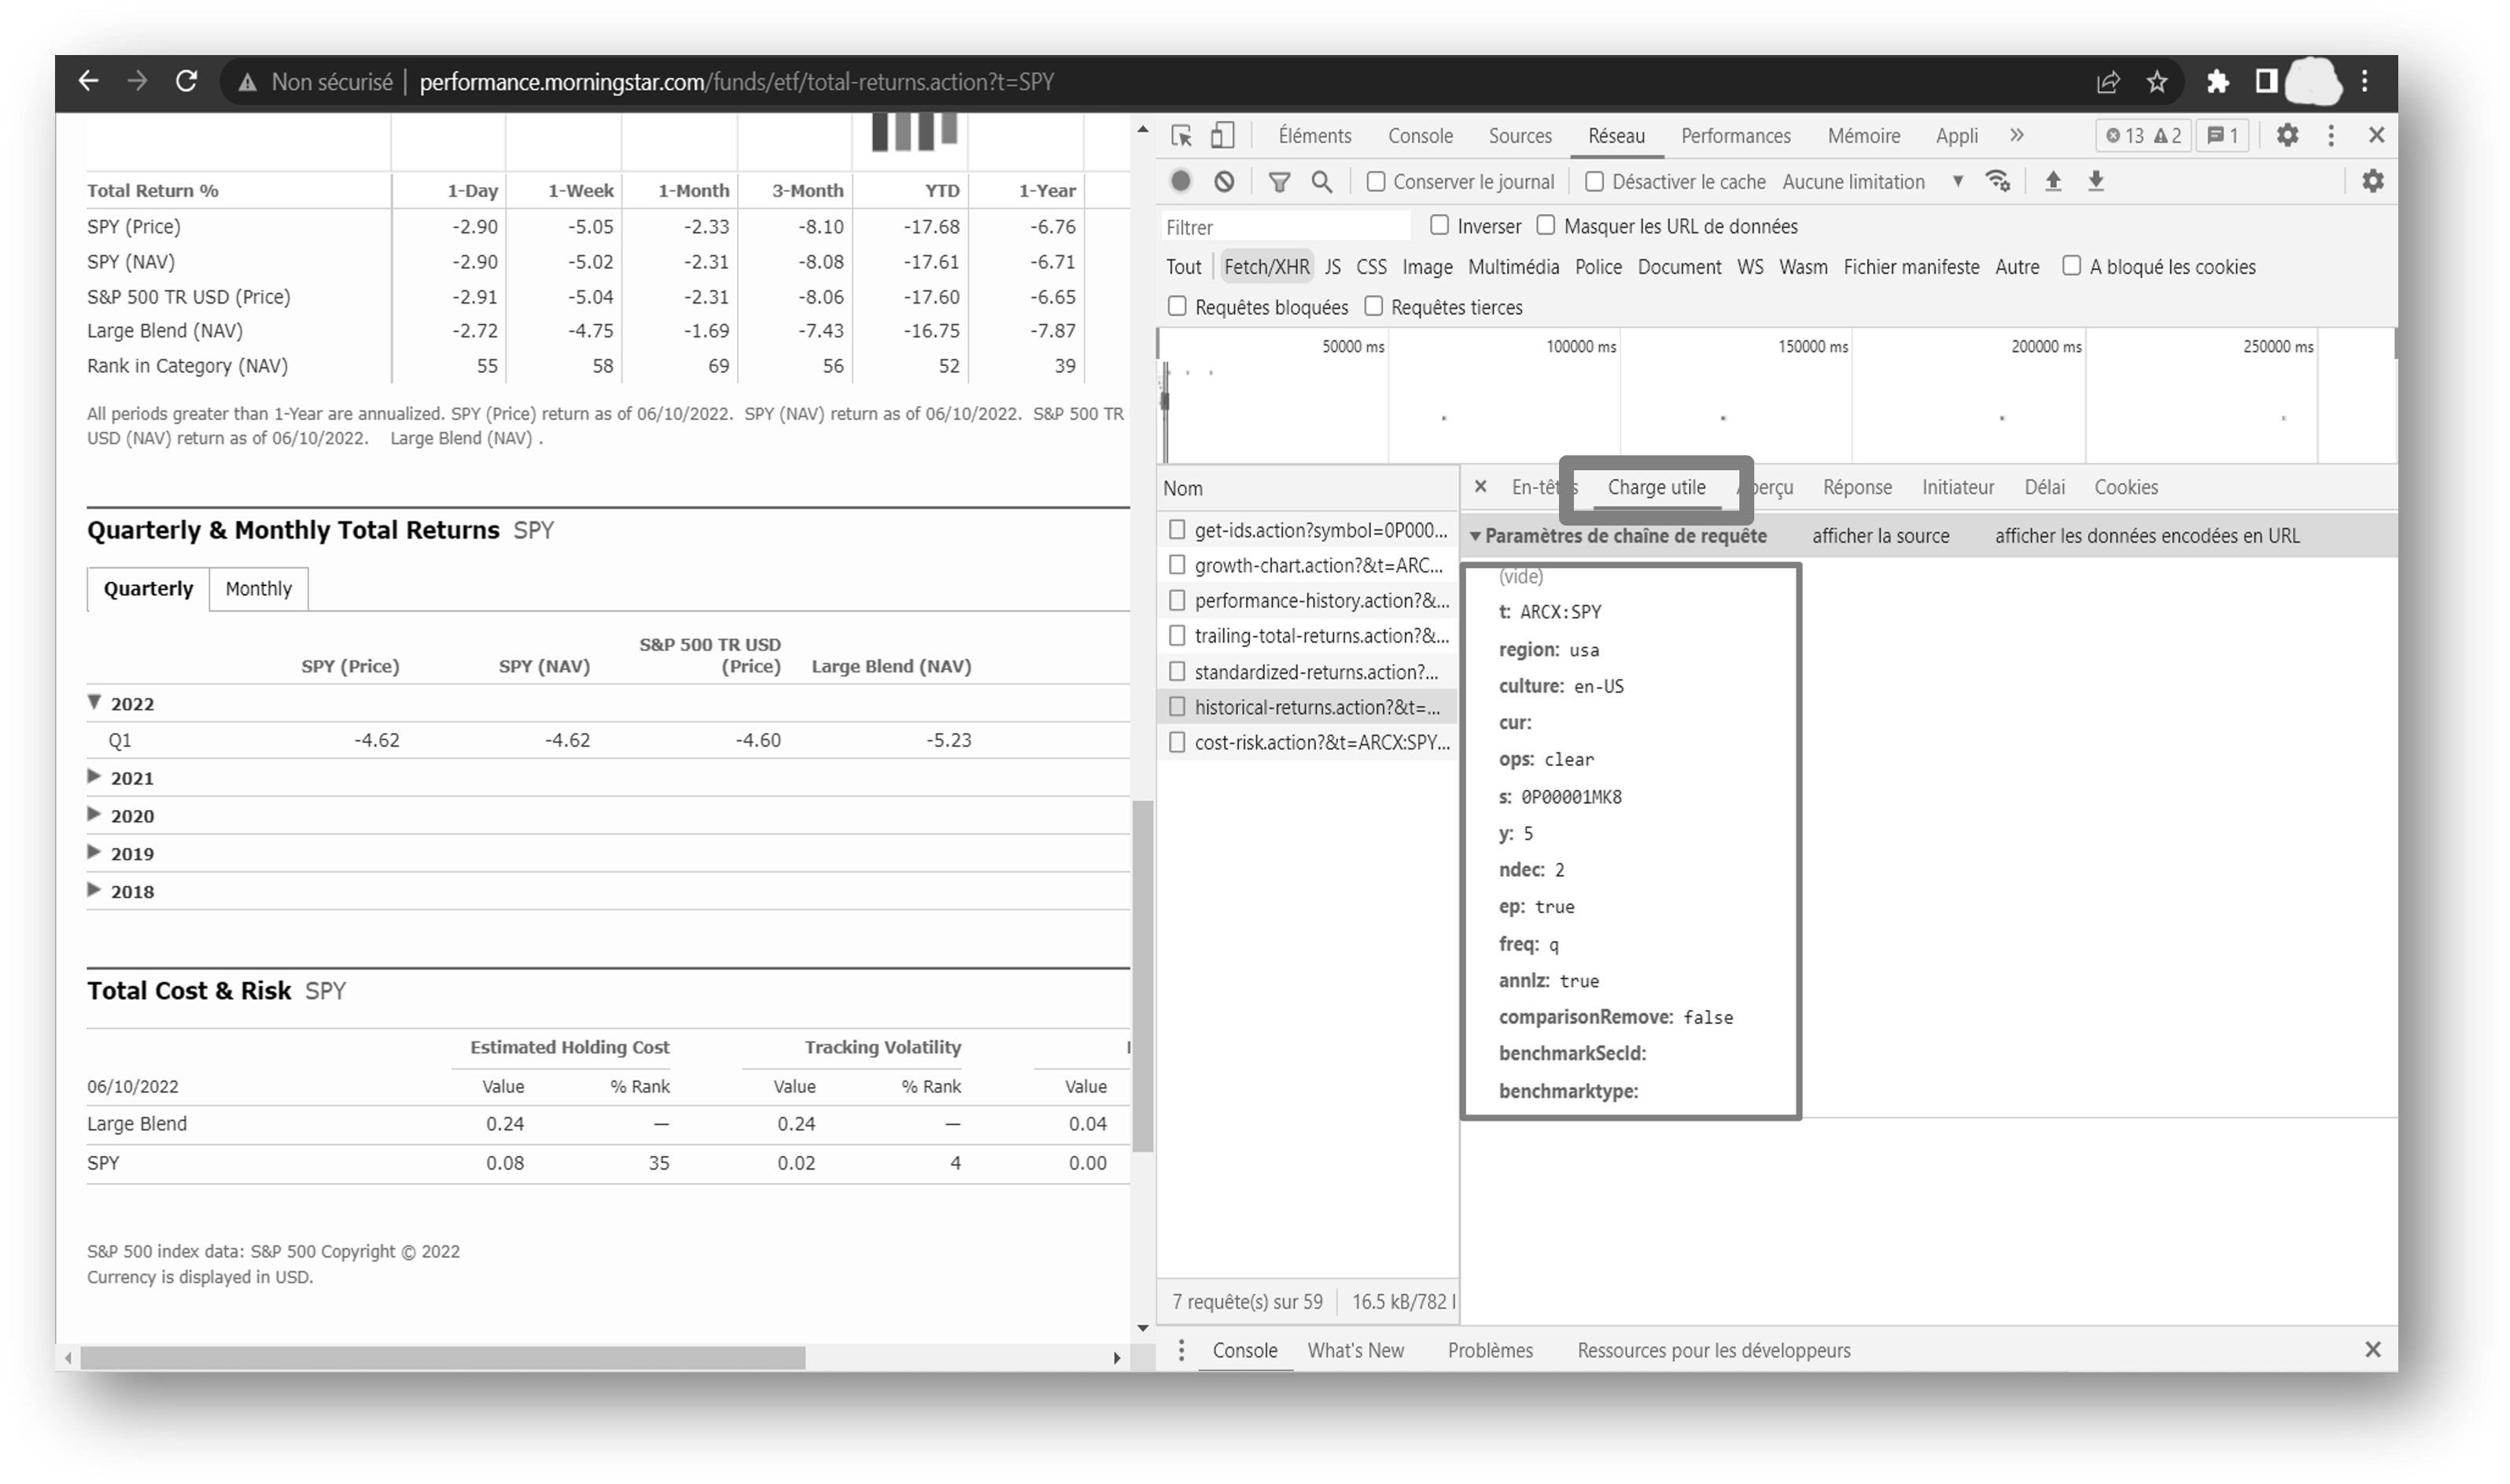 Non sécurisé | performance.morningstar.com/funds/etf/total-returns.action?t=SPY
Total Return % 1-Day 1-Week 1-Month 3-Month YTD 1-Year
SPY (Price) -2.90 -5.05 -2.33 -8.10 -17.68 -6.76
SPY (NAV) -2.90 -5.02 -2.31 -8.08 -17.61 -6.71
S&P 500 TR USD (Price) -2.91 -5.04 -2.31 -8.06 -17.60 -6.65
Large Blend (NAV) -2.72 -4.75 -1.69 -7.43 -16.75 -7.87
Rank in Category (NAV) 55 58 69 56 52 39
All periods greater than 1-Year are annualized. SPY (Price) return as of 06/10/2022. SPY (NAV) return as of 06/10/2022. S&P 500 TR
USD (NAV) return as of 06/10/2022. Large Blend (NAV) .
Quarterly & Monthly Total Returns SPY
Quarterly Monthly
S&P 500 TR USD
SPY (Price) SPY (NAV) (Price) Large Blend (NAV)
2022
Q1 -4.62 -4.62 -4.60 -5.23
2021
2020
2019
2018
Total Cost & Risk SPY
Estimated Holding Cost Tracking Volatility
06/10/2022 Value % Rank Value % Rank Value
Large Blend 0.24 — 0.24 — 0.04
SPY 0.08 35 0.02 4 0.00
S&P 500 index data: S&P 500 Copyright © 2022
Currency is displayed in USD.
Éléments Console Sources Réseau Performances Mémoire Appli » 13 2 1
Conserver le journal Désactiver le cache Aucune limitation
Filtrer Inverser Masquer les URL de données
Tout Fetch/XHR JS CSS Image Multimédia Police Document WS Wasm Fichier manifeste Autre A bloqué les cookies
Requêtes bloquées Requêtes tierces
50000 ms 100000 ms 150000 ms 200000 ms 250000 ms
Nom
get-ids.action?symbol=0P000...
growth-chart.action?&t=ARC...
performance-history.action?&...
trailing-total-returns.action?&...
standardized-returns.action?...
historical-returns.action?&t=...
cost-risk.action?&t=ARCX:SPY...
7 requête(s) sur 59 16.5 kB/782
Charge utile Réponse Initiateur Délai Cookies
Paramètres de chaîne de requête afficher la source afficher les données encodées en URL
(vide)
t: ARCX:SPY
region: usa
culture: en-US
cur:
ops: clear
s: 0P00001MK8
y: 5
ndec: 2
ep: true
freq: q
annlz: true
comparisonRemove: false
benchmarkSecId:
benchmarktype:
Console What's New Problèmes Ressources pour les développeurs